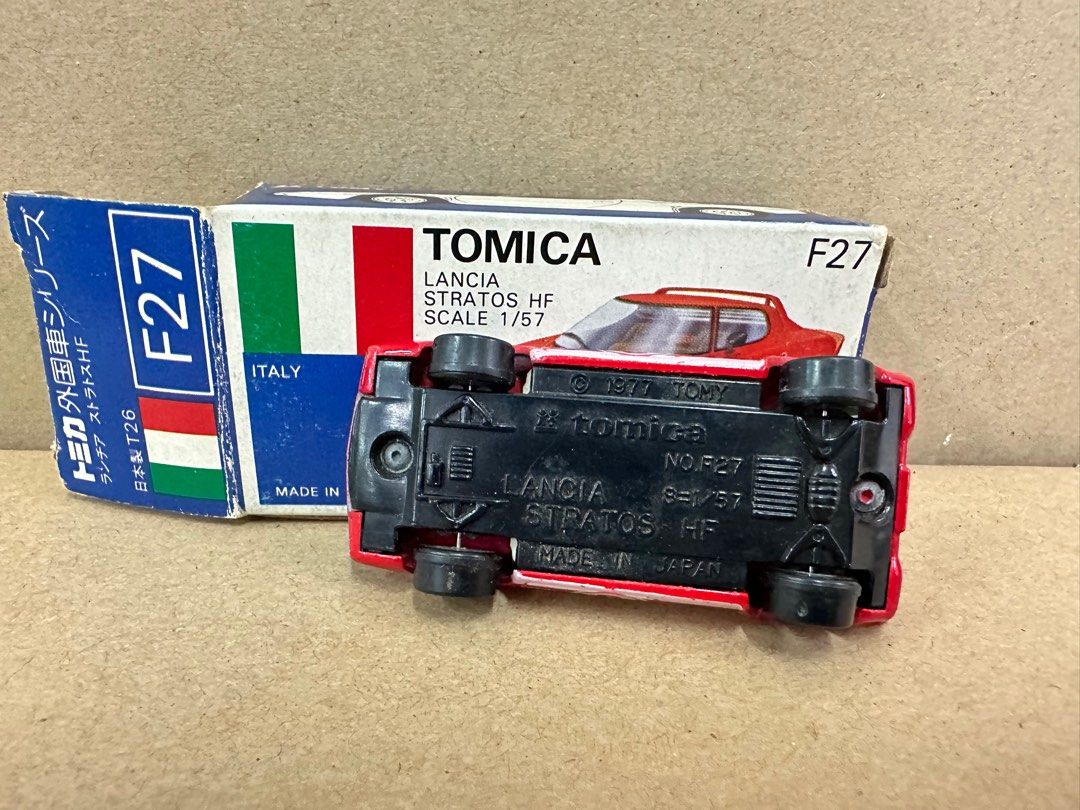 トミカ 外国車シリーズ
ランチア ストラトスHF
日本製 T26
F27
TOMICA
LANCIA
STRATOS HF
SCALE 1/57
F27
ITALY
MADE IN
© 1977 TOMY
tomica
NO.F27
LANCIA S=1/57
STRATOS HF
MADE IN JAPAN